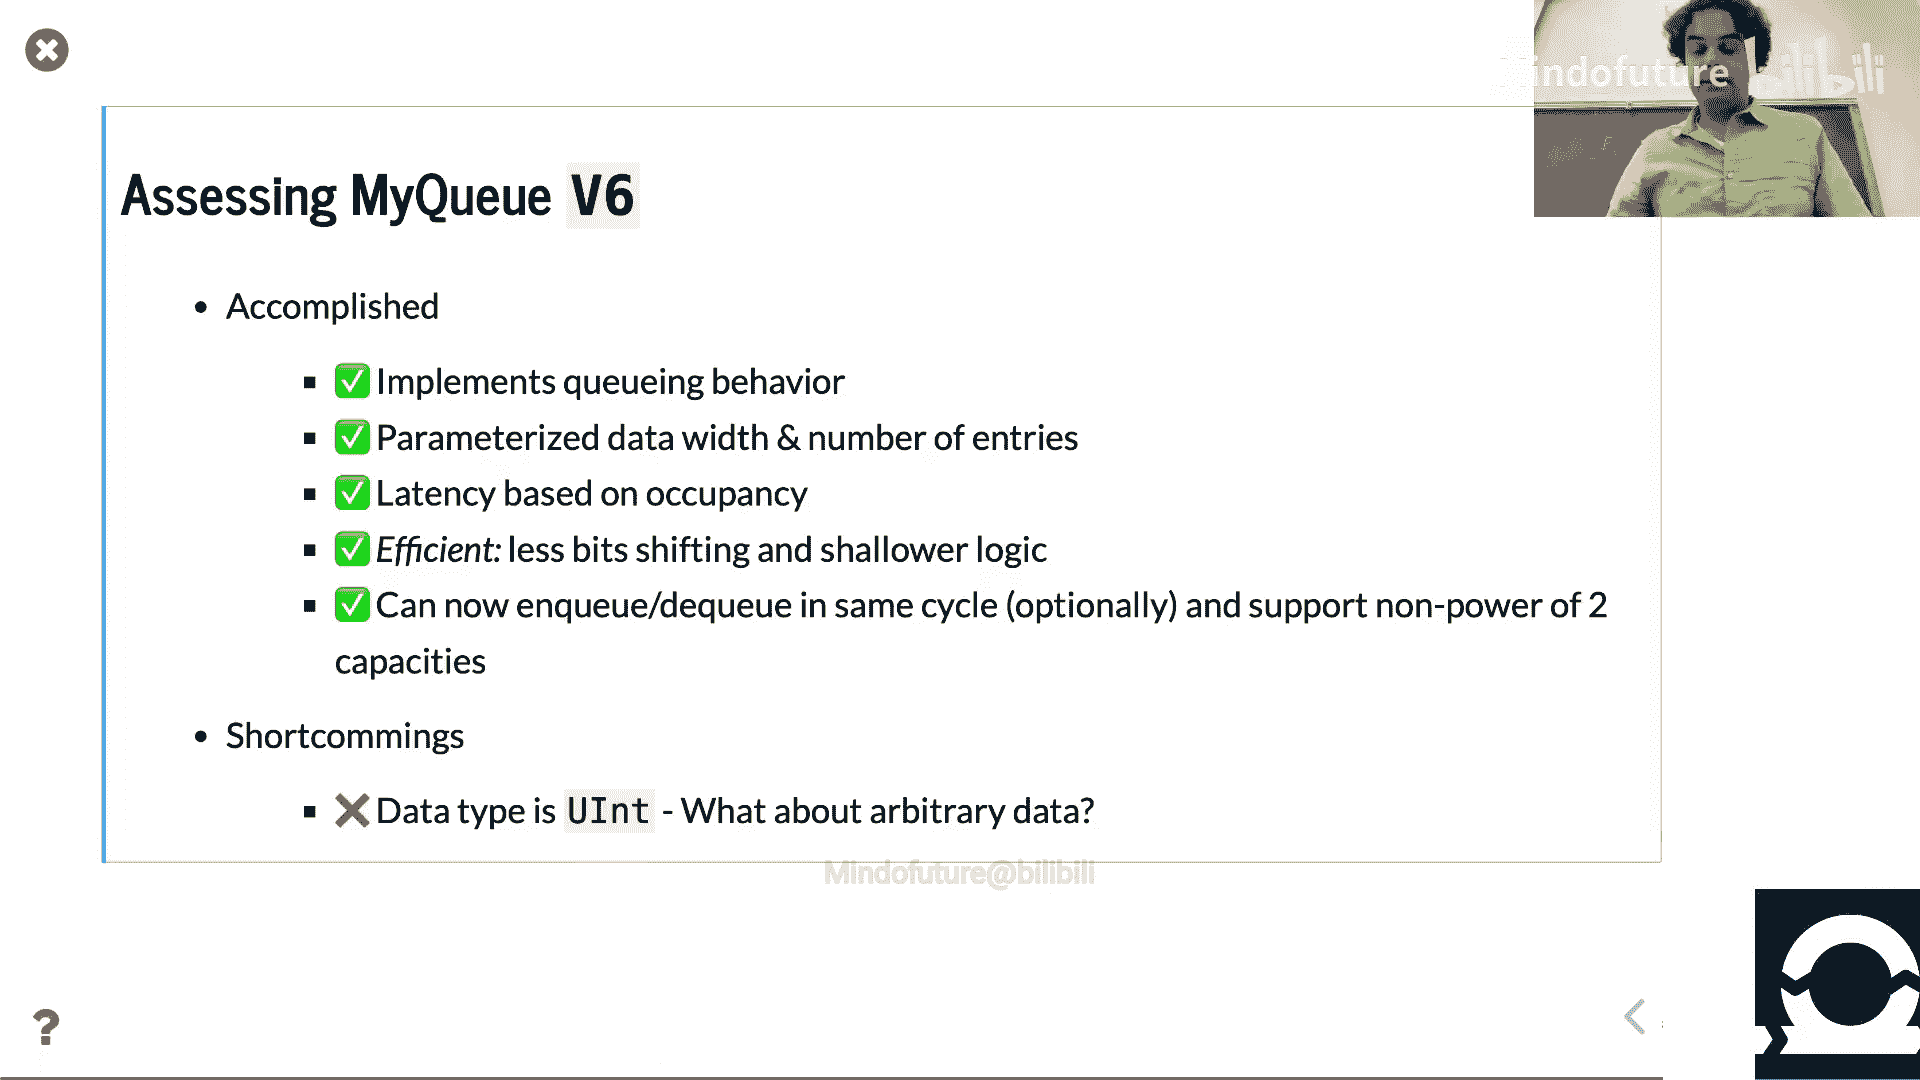 indofuture bilibili
Assessing MyQueue V6
Accomplished
✅ Implements queueing behavior
✅ Parameterized data width & number of entries
✅ Latency based on occupancy
✅ Efficient: less bits shifting and shallower logic
✅ Can now enqueue/dequeue in same cycle (optionally) and support non-power of 2
capacities
Shortcommings
❌ Data type is UInt - What about arbitrary data?
Mindofuture@bilibili
?